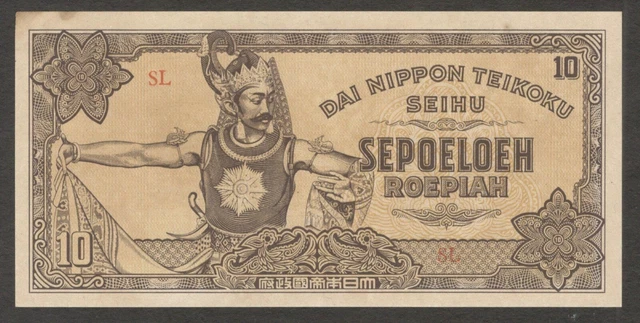 10
SL
DAI NIPPON TEIKOKU
SEIHU
SEPOELOEH
ROEPIAH
10
SL
府政國帝本日大